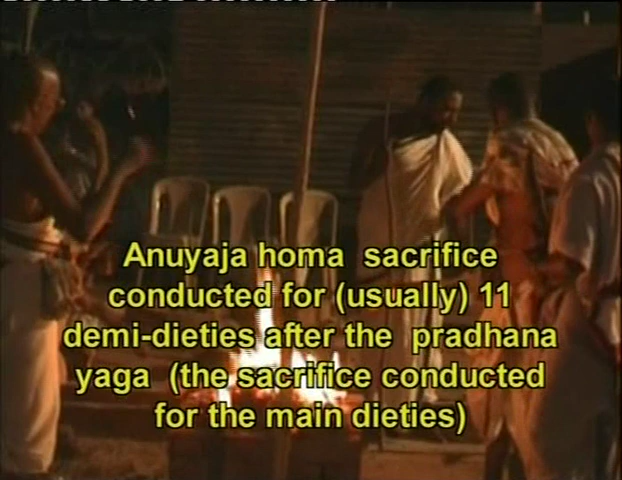 Anuyaja homa  sacrifice
conducted for (usually) 11
demi-dieties after the  pradhana
yaga  (the sacrifice conducted
for the main dieties)